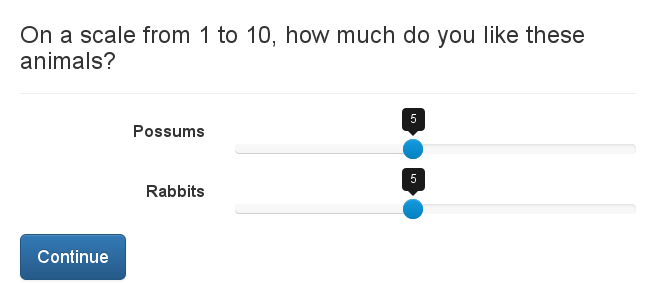 On a scale from 1 to 10, how much do you like these
animals?
5
Possums
5
Rabbits
Continue